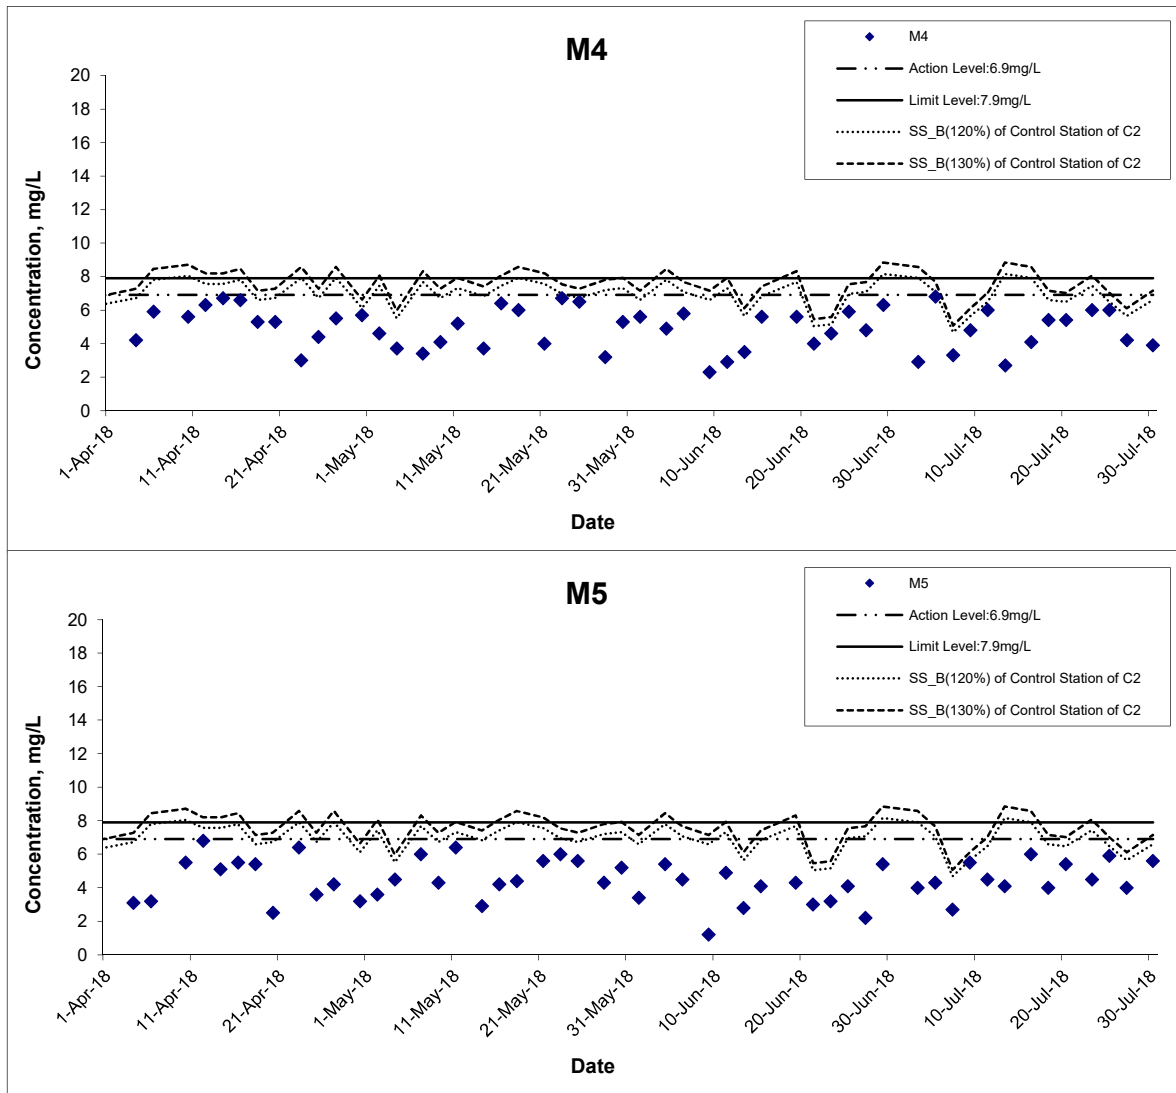 M4
M4
Action Level:6.9mg/L
Limit Level:7.9mg/L
SS_B(120%) of Control Station of C2
SS_B(130%) of Control Station of C2
Concentration, mg/L
20
18
16
14
12
10
8
6
4
2
0
1-Apr-18
11-Apr-18
21-Apr-18
1-May-18
11-May-18
21-May-18
31-May-18
10-Jun-18
20-Jun-18
30-Jun-18
10-Jul-18
20-Jul-18
30-Jul-18
Date
M5
M5
Action Level:6.9mg/L
Limit Level:7.9mg/L
SS_B(120%) of Control Station of C2
SS_B(130%) of Control Station of C2
Concentration, mg/L
20
18
16
14
12
10
8
6
4
2
0
1-Apr-18
11-Apr-18
21-Apr-18
1-May-18
11-May-18
21-May-18
31-May-18
10-Jun-18
20-Jun-18
30-Jun-18
10-Jul-18
20-Jul-18
30-Jul-18
Date